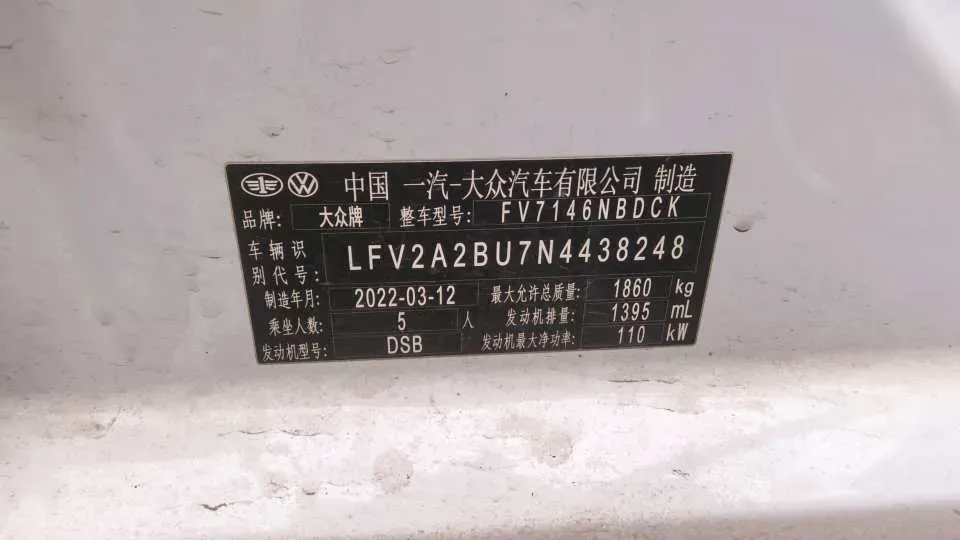 中国 一汽-大众汽车有限公司 制造
品牌: 大众牌 整车型号: FV7146NBDCK
车辆识别代号: LFV2A2BU7N4438248
制造年月: 2022-03-12 最大允许总质量: 1860 kg
乘坐人数: 5 人 发动机排量: 1395 mL
发动机型号: DSB 发动机最大净功率: 110 kW